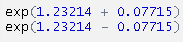 exp(1.23214 + 0.07715)
exp(1.23214 - 0.07715)